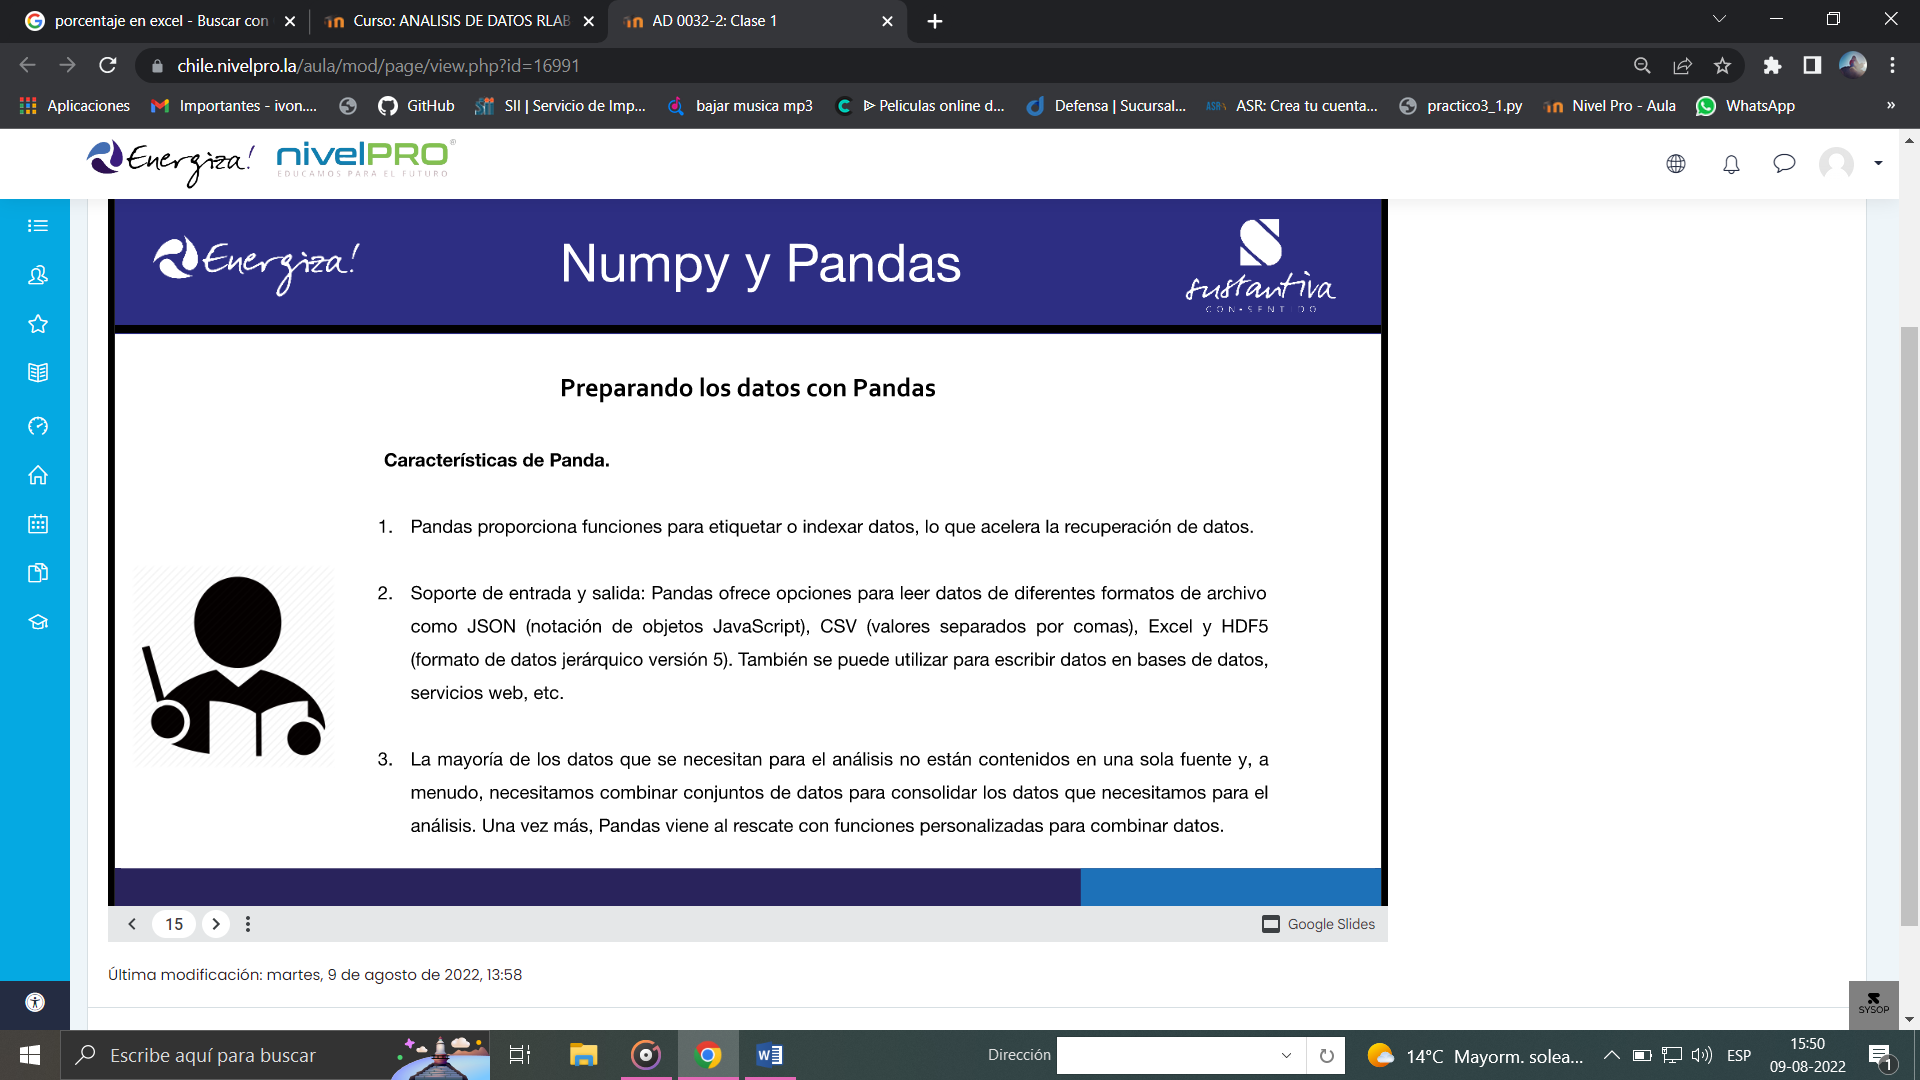 porcentaje en excel - Buscar con
Curso: ANALISIS DE DATOS RLAB
AD 0032-2: Clase 1
chile.nivelpro.la/aula/mod/page/view.php?id=16991
Aplicaciones
Importantes - ivon....
GitHub
SII | Servicio de Imp...
bajar musica mp3
Peliculas online d...
Defensa | Sucursal...
ASR: Crea tu cuenta...
practico3_1.py
Nivel Pro - Aula
WhatsApp
»
Energiza!
nivelPRO
EDUCAMOS PARA EL FUTURO
Energiza!
Numpy y Pandas
sustantiva
CON•SENTIDO
Preparando los datos con Pandas
Características de Panda.
1. Pandas proporciona funciones para etiquetar o indexar datos, lo que acelera la recuperación de datos.
2. Soporte de entrada y salida: Pandas ofrece opciones para leer datos de diferentes formatos de archivo
como JSON (notación de objetos JavaScript), CSV (valores separados por comas), Excel y HDF5
(formato de datos jerárquico versión 5). También se puede utilizar para escribir datos en bases de datos,
servicios web, etc.
3. La mayoría de los datos que se necesitan para el análisis no están contenidos en una sola fuente y, a
menudo, necesitamos combinar conjuntos de datos para consolidar los datos que necesitamos para el
análisis. Una vez más, Pandas viene al rescate con funciones personalizadas para combinar datos.
15
Google Slides
Última modificación: martes, 9 de agosto de 2022, 13:58
SYSOP
Escribe aquí para buscar
Dirección
14°C Mayorm. solea...
ESP
15:50
09-08-2022
1